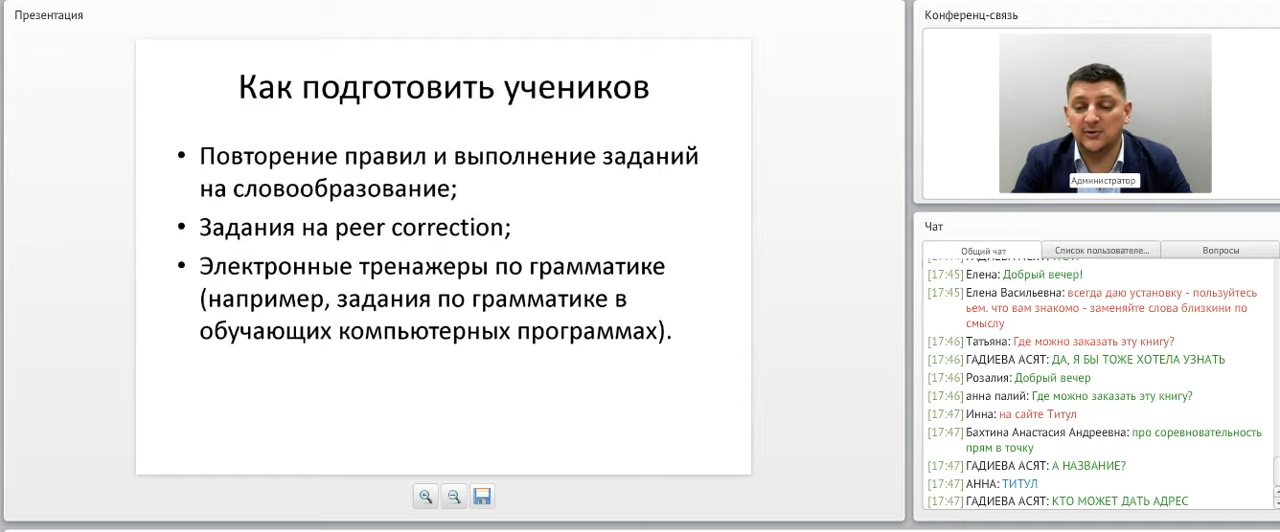 Презентация
Как подготовить учеников
• Повторение правил и выполнение заданий
на словообразование;
• Задания на peer correction;
• Электронные тренажеры по грамматике
(например, задания по грамматике в
обучающих компьютерных программах).
Конференц-связь
Администратор
Чат
Общий чат
Список пользователе...
Вопросы
[17:45] Елена: Добрый вечер!
[17:45] Елена Васильевна: всегда даю установку - пользуйтесь
ьем. что вам знакомо - заменяйте слова близкини по
смыслу
[17:46] Татьяна: Где можно заказать эту книгу?
[17:46] ГАДИЕВА АСЯТ: ДА, Я БЫ ТОЖЕ ХОТЕЛА УЗНАТЬ
[17:46] Розалия: Добрый вечер
[17:46] анна палий: Где можно заказать эту книгу?
[17:47] Инна: на сайте Титул
[17:47] Бахтина Анастасия Андреевна: про соревновательность
прям в точку
[17:47] ГАДИЕВА АСЯТ: А НАЗВАНИЕ?
[17:47] АННА: ТИТУЛ
[17:47] ГАДИЕВА АСЯТ: КТО МОЖЕТ ДАТЬ АДРЕС